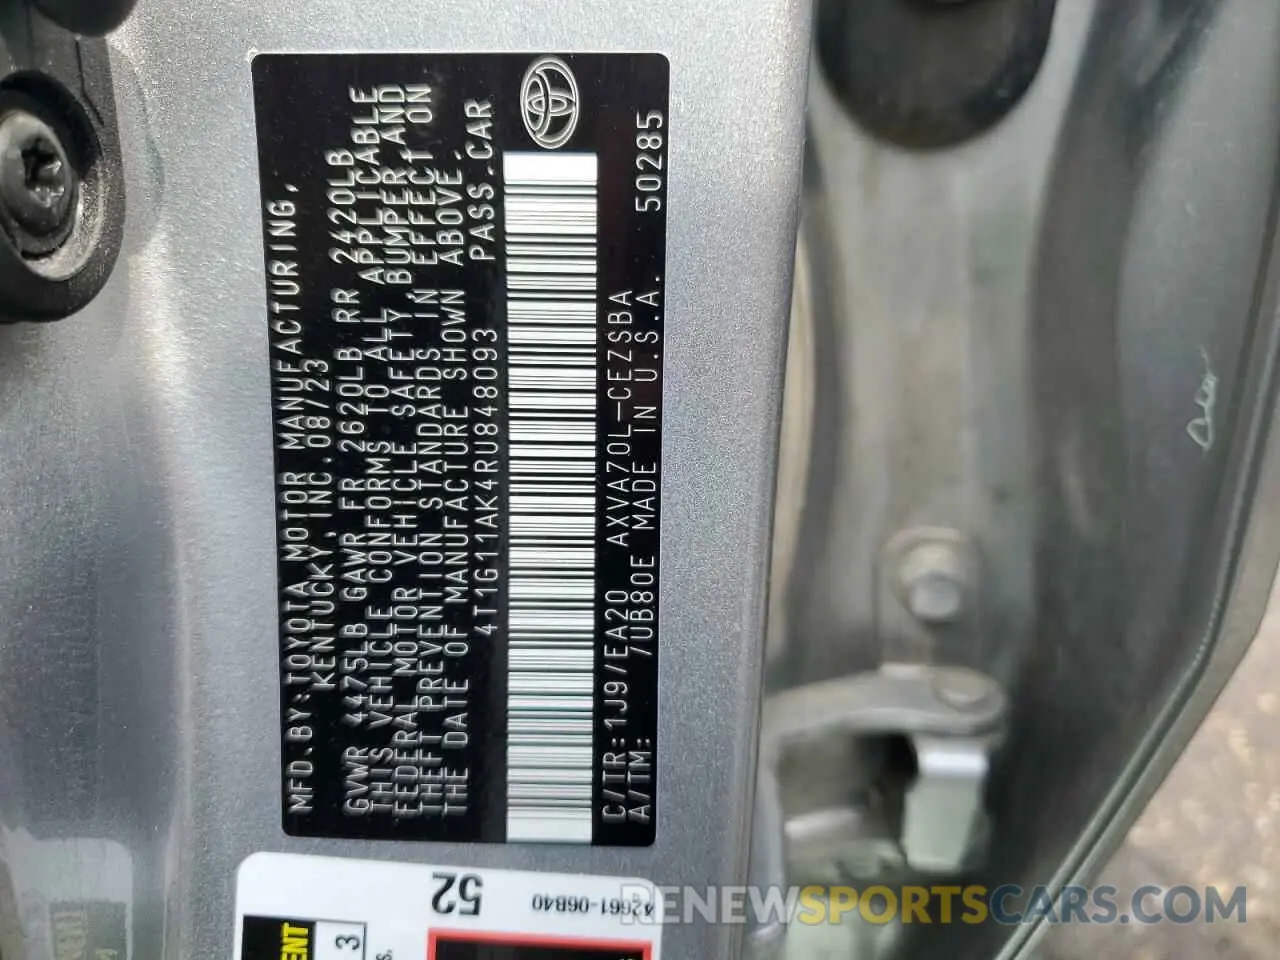 MFD.BY:TOYOTA MOTOR MANUFACTURING,
KENTUCKY, INC. 08/23
GVWR 4475LB GAWR FR 2620LB RR 2420LB
THIS VEHICLE CONFORMS TO ALL APPLICABLE
FEDERAL MOTOR VEHICLE SAFETY BUMPER, AND
THEFT PREVENTION STANDARDS IN EFFECT ON
THE DATE OF MANUFACTURE SHOWN ABOVE.
4T1G11AK4RU848093 PASS.CAR
C/TR:1J9/EA20 AXVA70L-CEZSBA
A/TM: /UB80E MADE IN U.S.A. 50285
52
42661-06B40
3
RENEWSPORTSCARS.COM